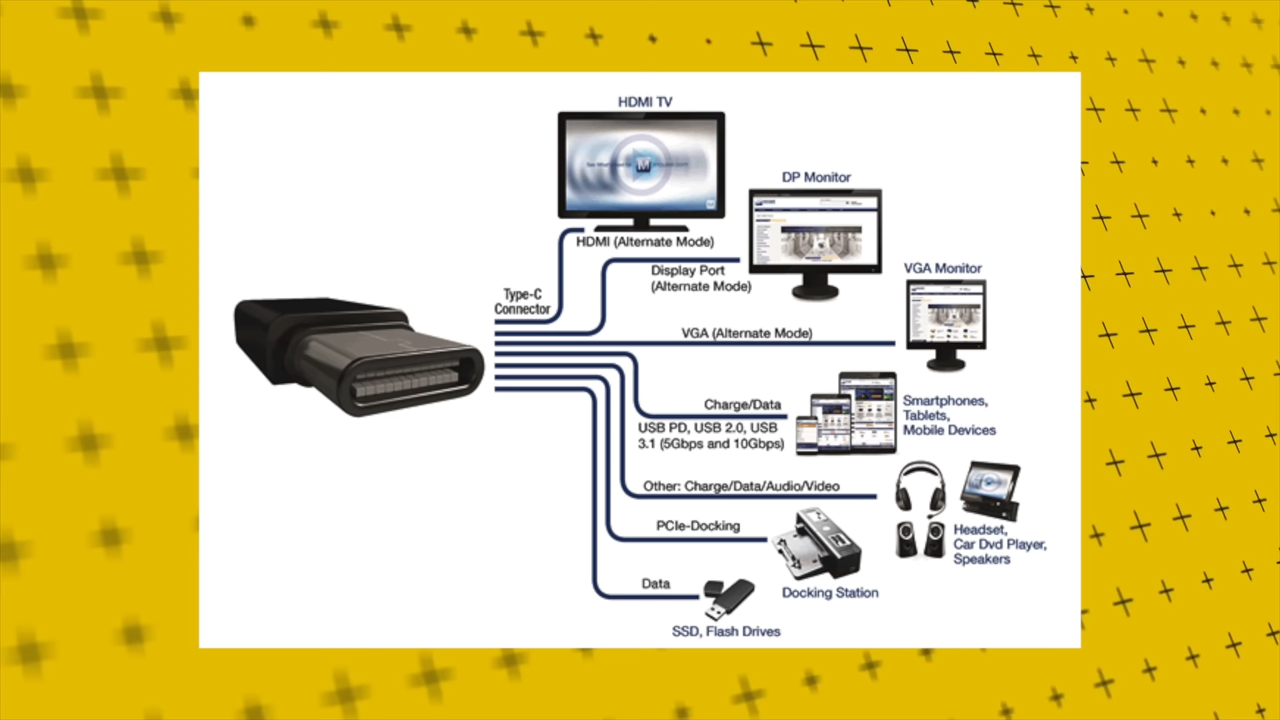 HDMI TV
M
HDMI (Alternate Mode)
DP Monitor
Display Port
(Alternate Mode)
Type-C
Connector
VGA Monitor
VGA (Alternate Mode)
Charge/Data
USB PD, USB 2.0, USB
3.1 (5Gbps and 10Gbps)
Smartphones,
Tablets,
Mobile Devices
Other: Charge/Data/Audio/Video
Headset,
Car Dvd Player,
Speakers
PCIe-Docking
Docking Station
Data
SSD, Flash Drives